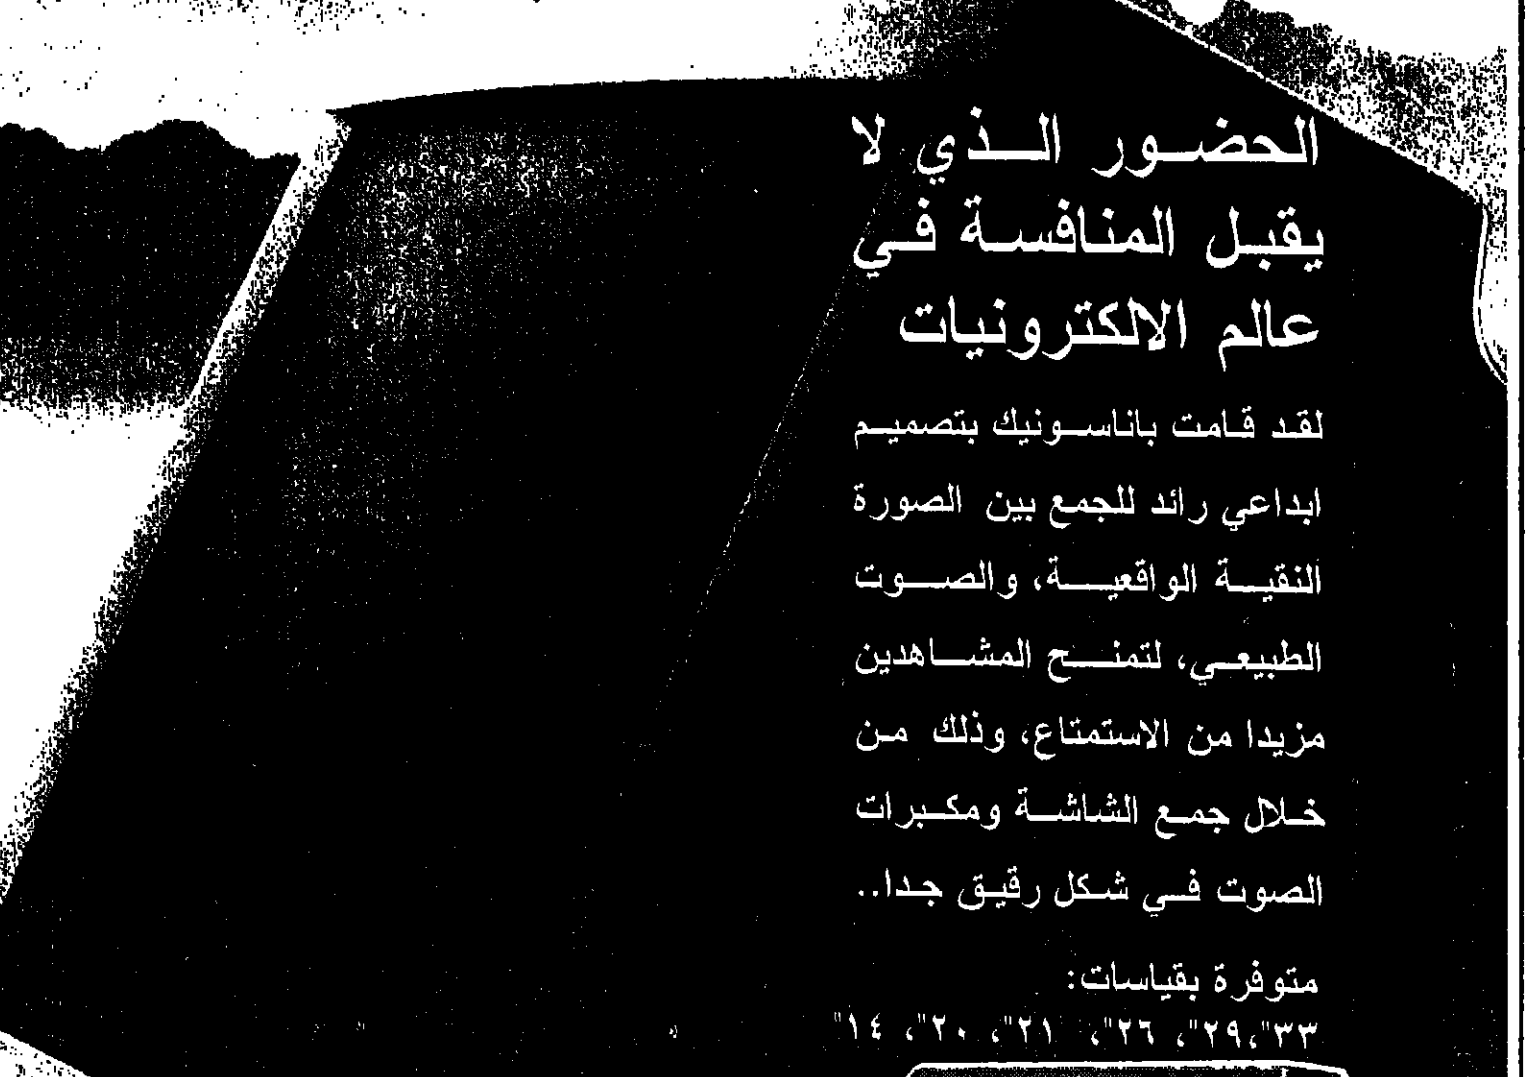 الحضور الذي لا
يقبل المنافسة في
عالم الالكترونيات
لقد قامت باناسونيك بتصميم
ابداعي رائد للجمع بين الصورة
النقية الواقعية، والصوت
الطبيعي، لتمنح المشاهدين
مزيدا من الاستمتاع، وذلك من
خلال جمع الشاشة ومكبرات
الصوت في شكل رقيق جدا..
متوفرة بقياسات:
٣٣"،٢٩"، ٢٦"، ٢١"، ٢٠"، ١٤"